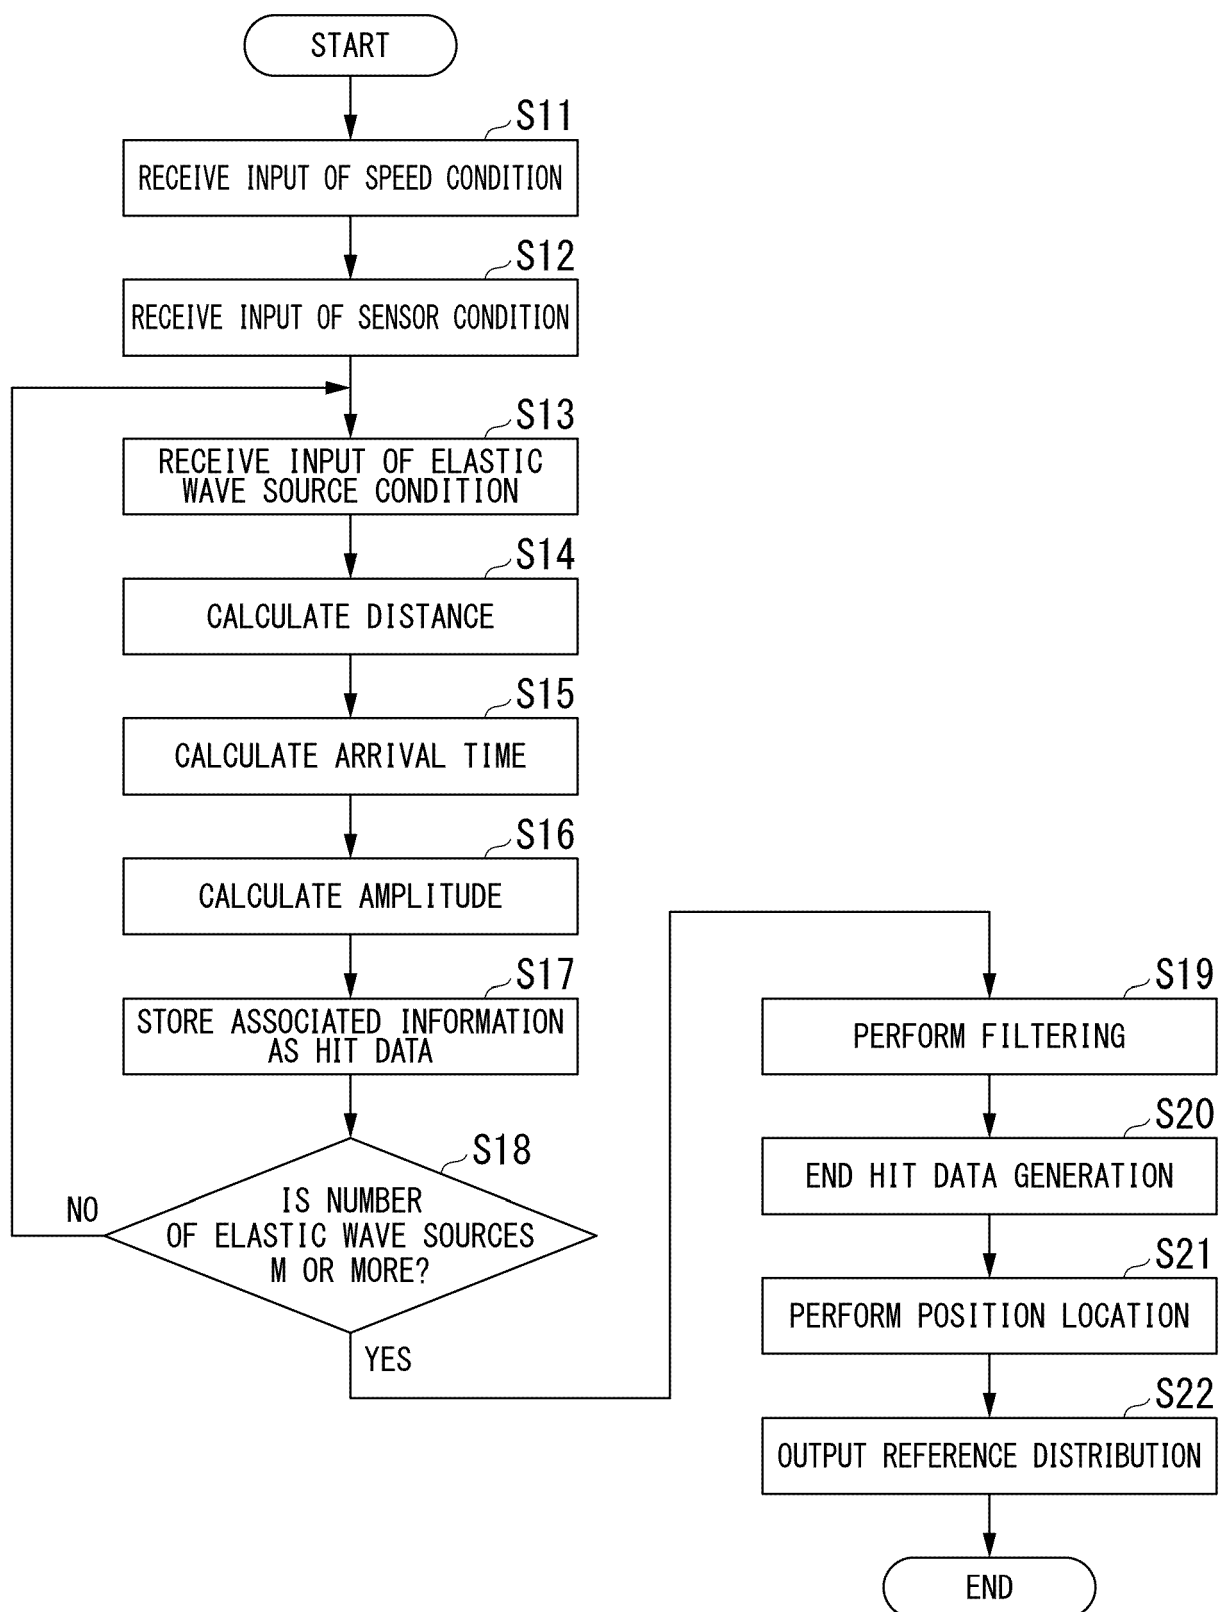 START
S11
RECEIVE INPUT OF SPEED CONDITION
S12
RECEIVE INPUT OF SENSOR CONDITION
S13
RECEIVE INPUT OF ELASTIC
WAVE SOURCE CONDITION
S14
CALCULATE DISTANCE
S15
CALCULATE ARRIVAL TIME
S16
CALCULATE AMPLITUDE
S17
STORE ASSOCIATED INFORMATION
AS HIT DATA
S18
IS NUMBER
OF ELASTIC WAVE SOURCES
M OR MORE?
NO
YES
S19
PERFORM FILTERING
S20
END HIT DATA GENERATION
S21
PERFORM POSITION LOCATION
S22
OUTPUT REFERENCE DISTRIBUTION
END